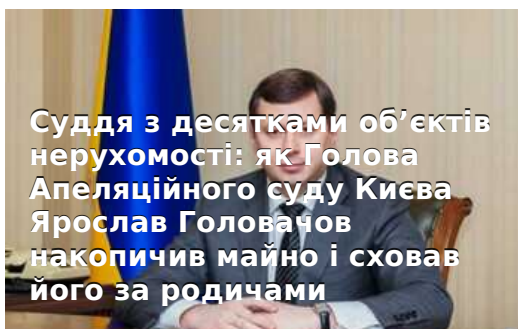 Суддя з десятками об’єктів
нерухомості: як Голова
Апеляційного суду Києва
Ярослав Головачов
накопичив майно і сховав
його за родичами